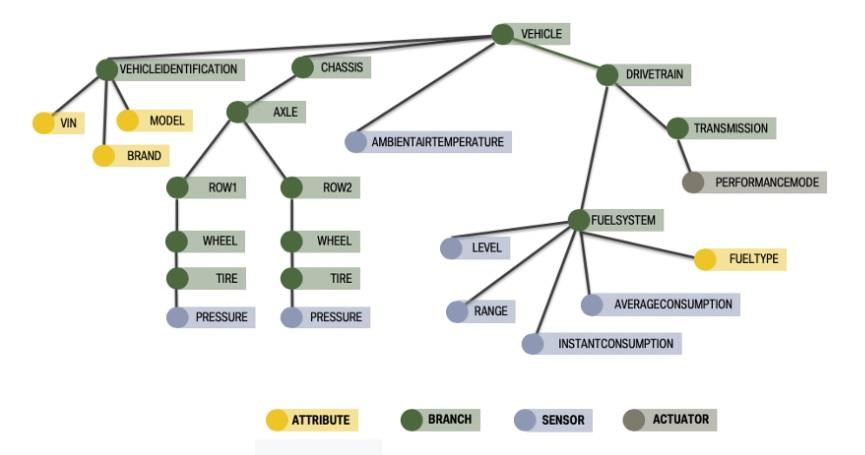 VEHICLE
VEHICLEIDENTIFICATION
CHASSIS
DRIVETRAIN
VIN
MODEL
AXLE
TRANSMISSION
BRAND
AMBIENTAIRTEMPERATURE
ROW1
ROW2
PERFORMANCEMODE
FUELSYSTEM
WHEEL
WHEEL
LEVEL
FUELTYPE
TIRE
TIRE
PRESSURE
PRESSURE
RANGE
AVERAGECONSUMPTION
INSTANTCONSUMPTION
ATTRIBUTE
BRANCH
SENSOR
ACTUATOR